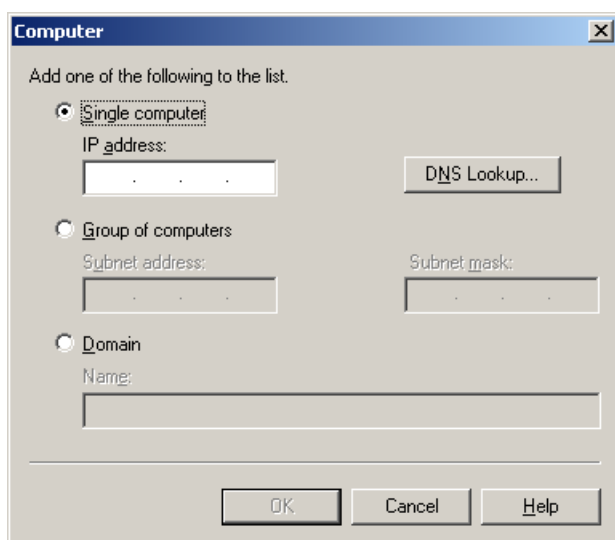 Computer
Add one of the following to the list.
Single computer
IP address:
. . .
DNS Lookup...
Group of computers
Subnet address:
Subnet mask:
. . .
. . .
Domain
Name:
OK
Cancel
Help